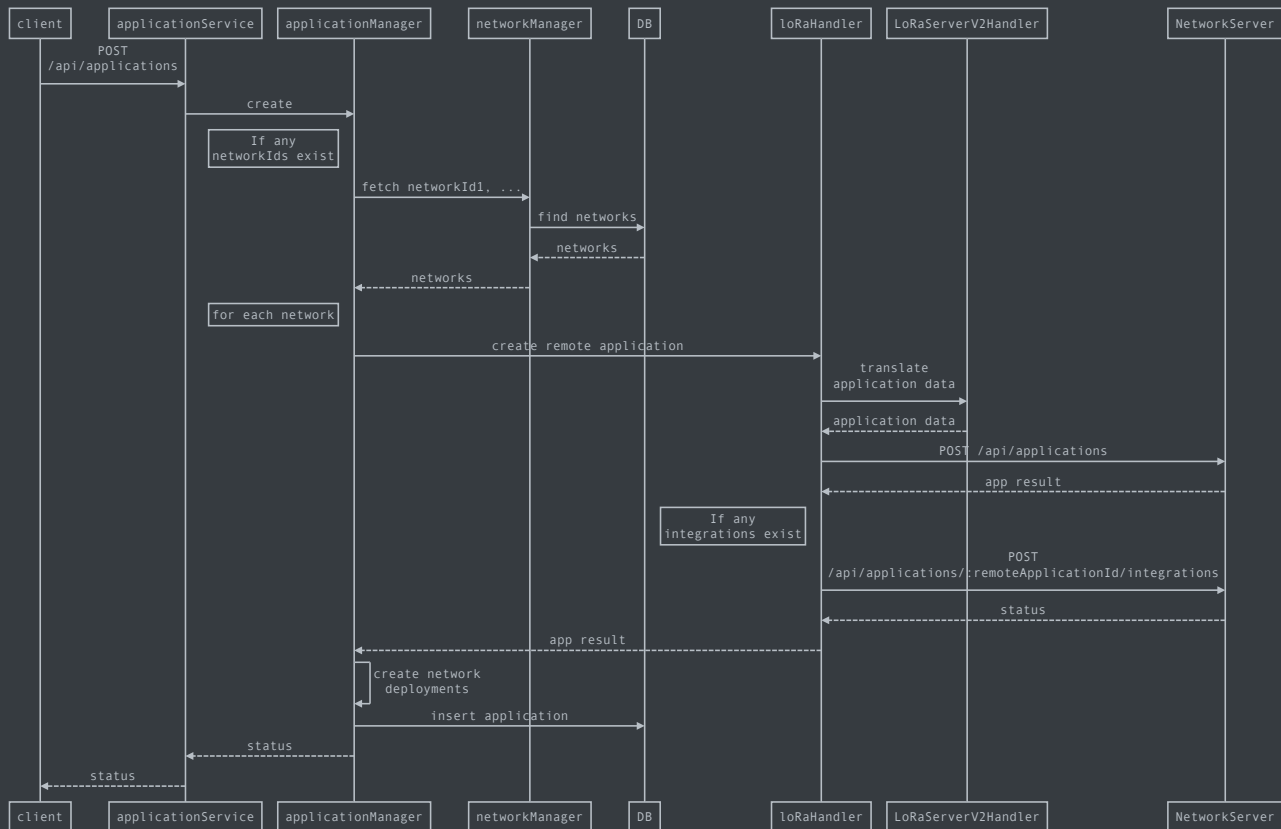 client
applicationService
applicationManager
networkManager
DB
loRaHandler
LoRaServerV2Handler
NetworkServer
POST
/api/applications
create
If any
networkIds exist
fetch networkId1, ...
find networks
networks
networks
for each network
create remote application
translate
application data
application data
POST /api/applications
app result
If any
integrations exist
POST
/api/applications/:remoteApplicationId/integrations
status
app result
create network
deployments
insert application
status
status
client
applicationService
applicationManager
networkManager
DB
loRaHandler
LoRaServerV2Handler
NetworkServer